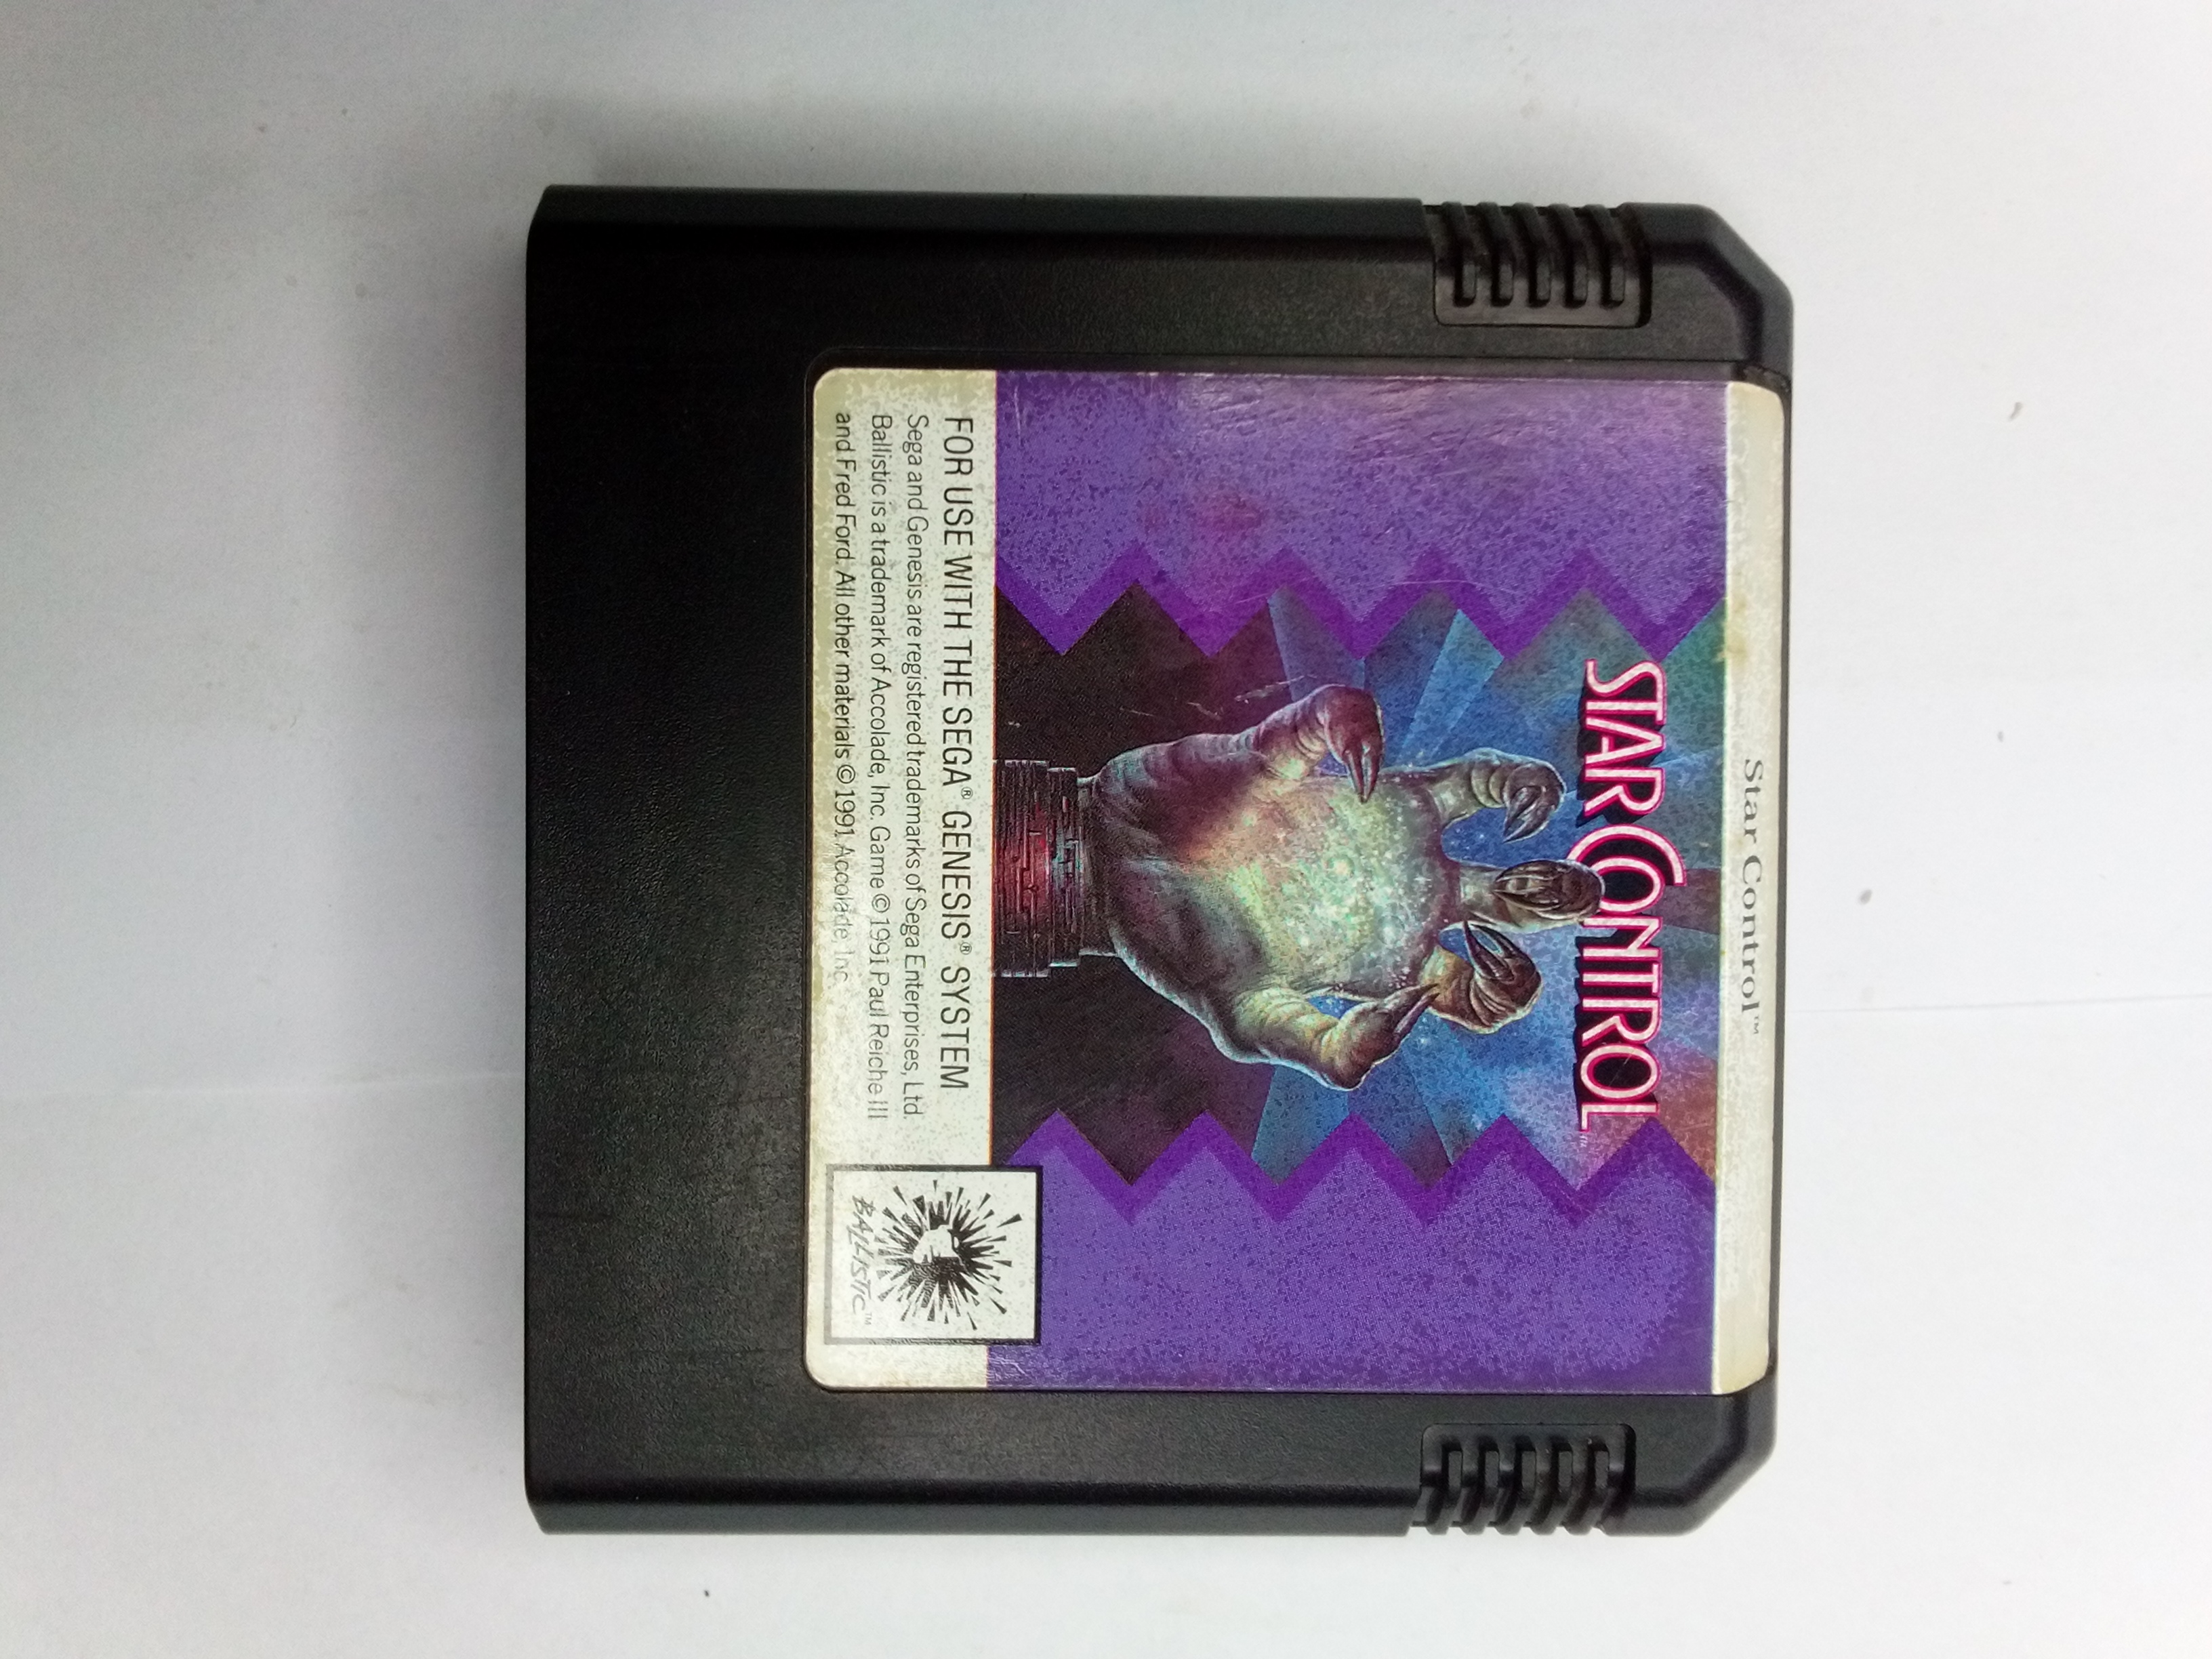 Star Control™
STAR CONTROL™
FOR USE WITH THE SEGA® GENESIS® SYSTEM
Sega and Genesis are registered trademarks of Sega Enterprises, Ltd.
Ballistic is a trademark of Accolade, Inc. Game ©1991 Paul Reiche III
and Fred Ford. All other materials ©1991 Accolade, Inc.
BALLISTIC™